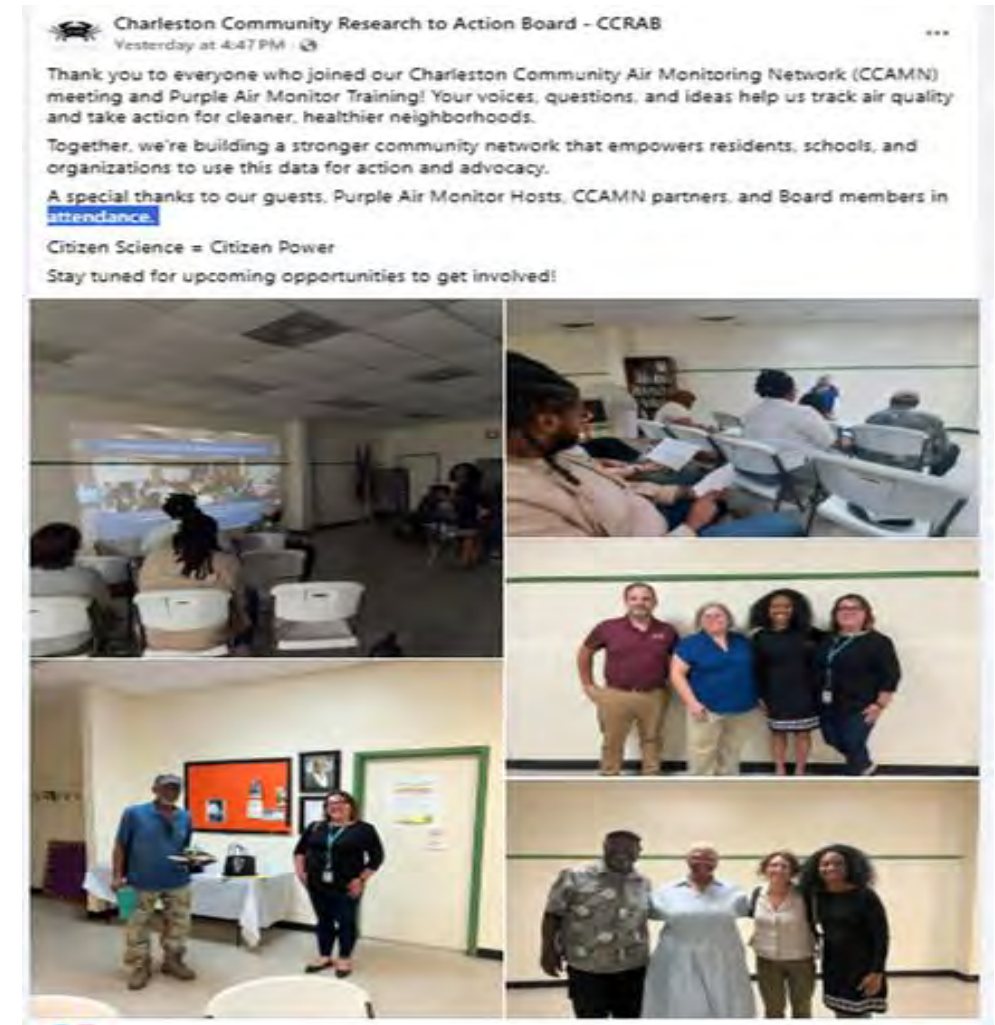 Charleston Community Research to Action Board - CCRAB
Yesterday at 4:47 PM ·
Thank you to everyone who joined our Charleston Community Air Monitoring Network (CCAMN)
meeting and Purple Air Monitor Training! Your voices, questions, and ideas help us track air quality
and take action for cleaner, healthier neighborhoods.
Together, we're building a stronger community network that empowers residents, schools, and
organizations to use this data for action and advocacy.
A special thanks to our guests, Purple Air Monitor Hosts, CCAMN partners, and Board members in
attendance.
Citizen Science = Citizen Power
Stay tuned for upcoming opportunities to get involved!